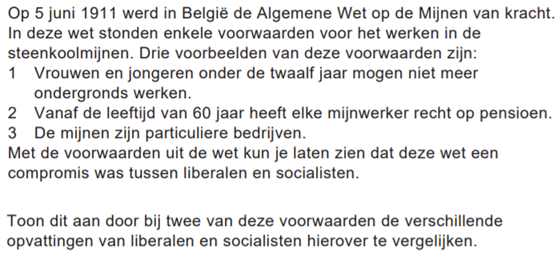 Op 5 juni 1911 werd in België de Algemene Wet op de Mijnen van kracht.
In deze wet stonden enkele voorwaarden voor het werken in de
steenkoolmijnen. Drie voorbeelden van deze voorwaarden zijn:
1 Vrouwen en jongeren onder de twaalf jaar mogen niet meer
ondergronds werken.
2 Vanaf de leeftijd van 60 jaar heeft elke mijnwerker recht op pensioen.
3 De mijnen zijn particuliere bedrijven.
Met de voorwaarden uit de wet kun je laten zien dat deze wet een
compromis was tussen liberalen en socialisten.
Toon dit aan door bij twee van deze voorwaarden de verschillende
opvattingen van liberalen en socialisten hierover te vergelijken.